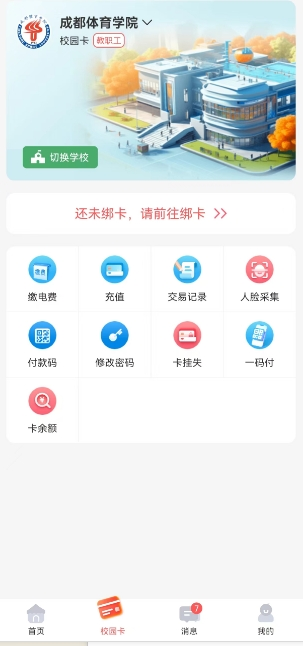 成都体育学院
校园卡 教职工
切换学校
还未绑卡，请前往绑卡 >>
缴电费 充值 交易记录 人脸采集
付款码 修改密码 卡挂失 一码付
卡余额
7
首页 校园卡 消息 我的